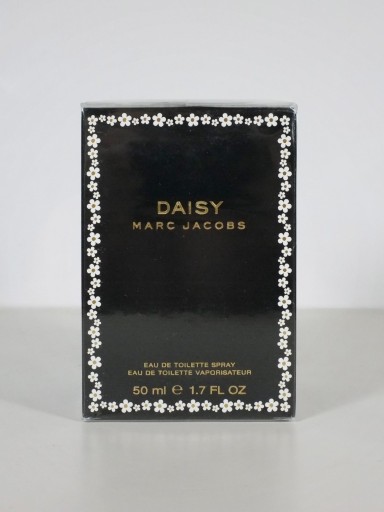 DAISY
MARC JACOBS
EAU DE TOILETTE SPRAY
EAU DE TOILETTE VAPORISATEUR
50 ml ℮ 1.7 FL OZ